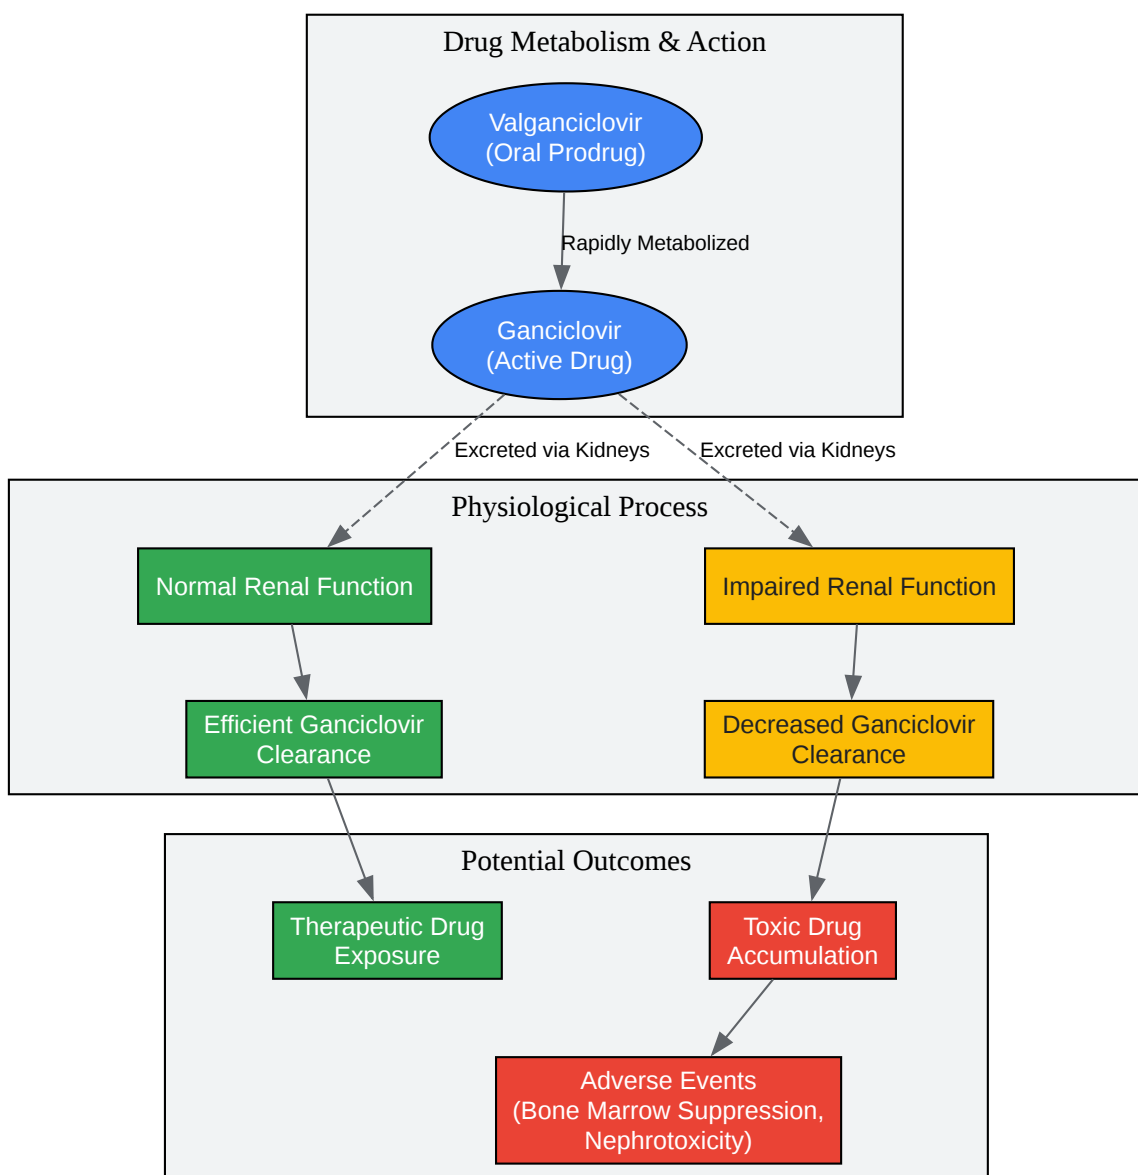 Drug Metabolism & Action
Valganciclovir
(Oral Prodrug)
Rapidly Metabolized
Ganciclovir
(Active Drug)
Excreted via Kidneys
Excreted via Kidneys
Physiological Process
Normal Renal Function
Impaired Renal Function
Efficient Ganciclovir
Clearance
Decreased Ganciclovir
Clearance
Potential Outcomes
Therapeutic Drug
Exposure
Toxic Drug
Accumulation
Adverse Events
(Bone Marrow Suppression,
Nephrotoxicity)